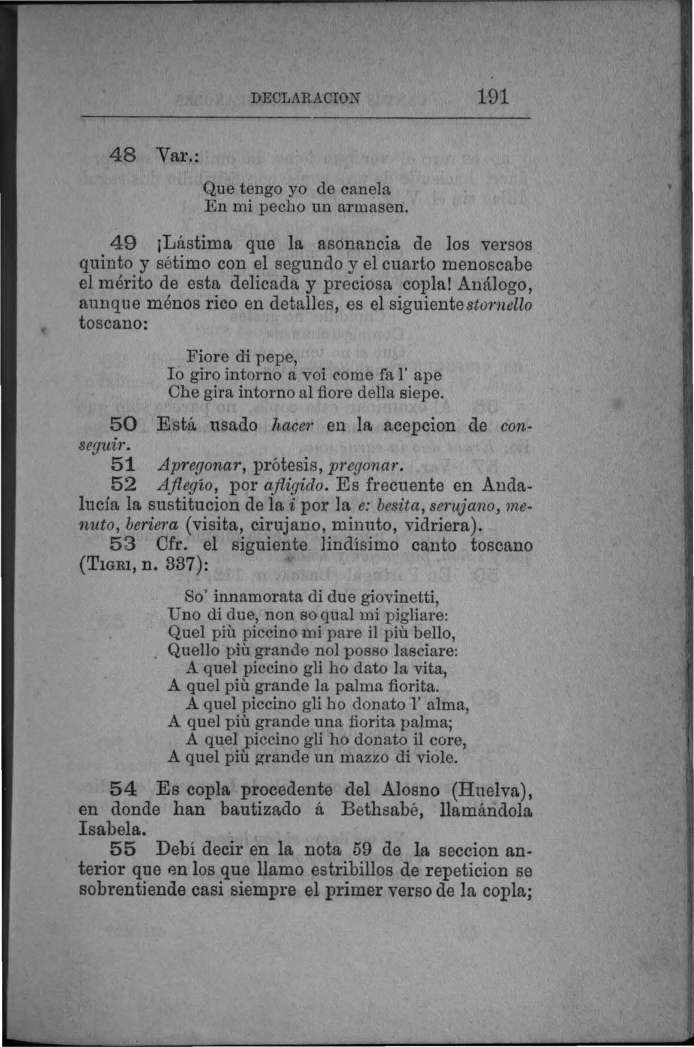 DECLARACION 191
48 Var.:
Que tengo yo de canela
En mi pecho un armasen.
49 ¡Lástima que la asonancia de los versos
quinto y sétimo con el segundo y el cuarto menoscabe
el mérito de esta delicada y preciosa copla! Análogo,
aunque ménos rico en detalles, es el siguiente stornello
toscano:
Fiore di pepe,
Io giro intorno a voi come fa l' ape
Che gira intorno al fiore della siepe.
50 Está usado hacer en la acepcion de con-
seguir.
51 Apregonar, prótesis, pregonar.
52 Aflegio, por afligido. Es frecuente en Anda-
lucía la sustitucion de la i por la e: besita, serujano, me-
nuto, beriera (visita, cirujano, minuto, vidriera).
53 Cfr. el siguiente lindísimo canto toscano
(TIGRI, n. 337):
So' innamorata di due giovinetti,
Uno di due, non so qual mi pigliare:
Quel più piccino mi pare il più bello,
Quello più grande nol posso lasciare:
A quel piccino gli ho dato la vita,
A quel più grande la palma fiorita.
A quel piccino gli ho donato l' alma,
A quel più grande una fiorita palma;
A quel piccino gli ho donato il core,
A quel più grande un mazzo di viole.
54 Es copla procedente del Alosno (Huelva),
en donde han bautizado á Bethsabé, llamándola
Isabela.
55 Debí decir en la nota 59 de la seccion an-
terior que en los que llamo estribillos de repeticion se
sobrentiende casi siempre el primer verso de la copla;